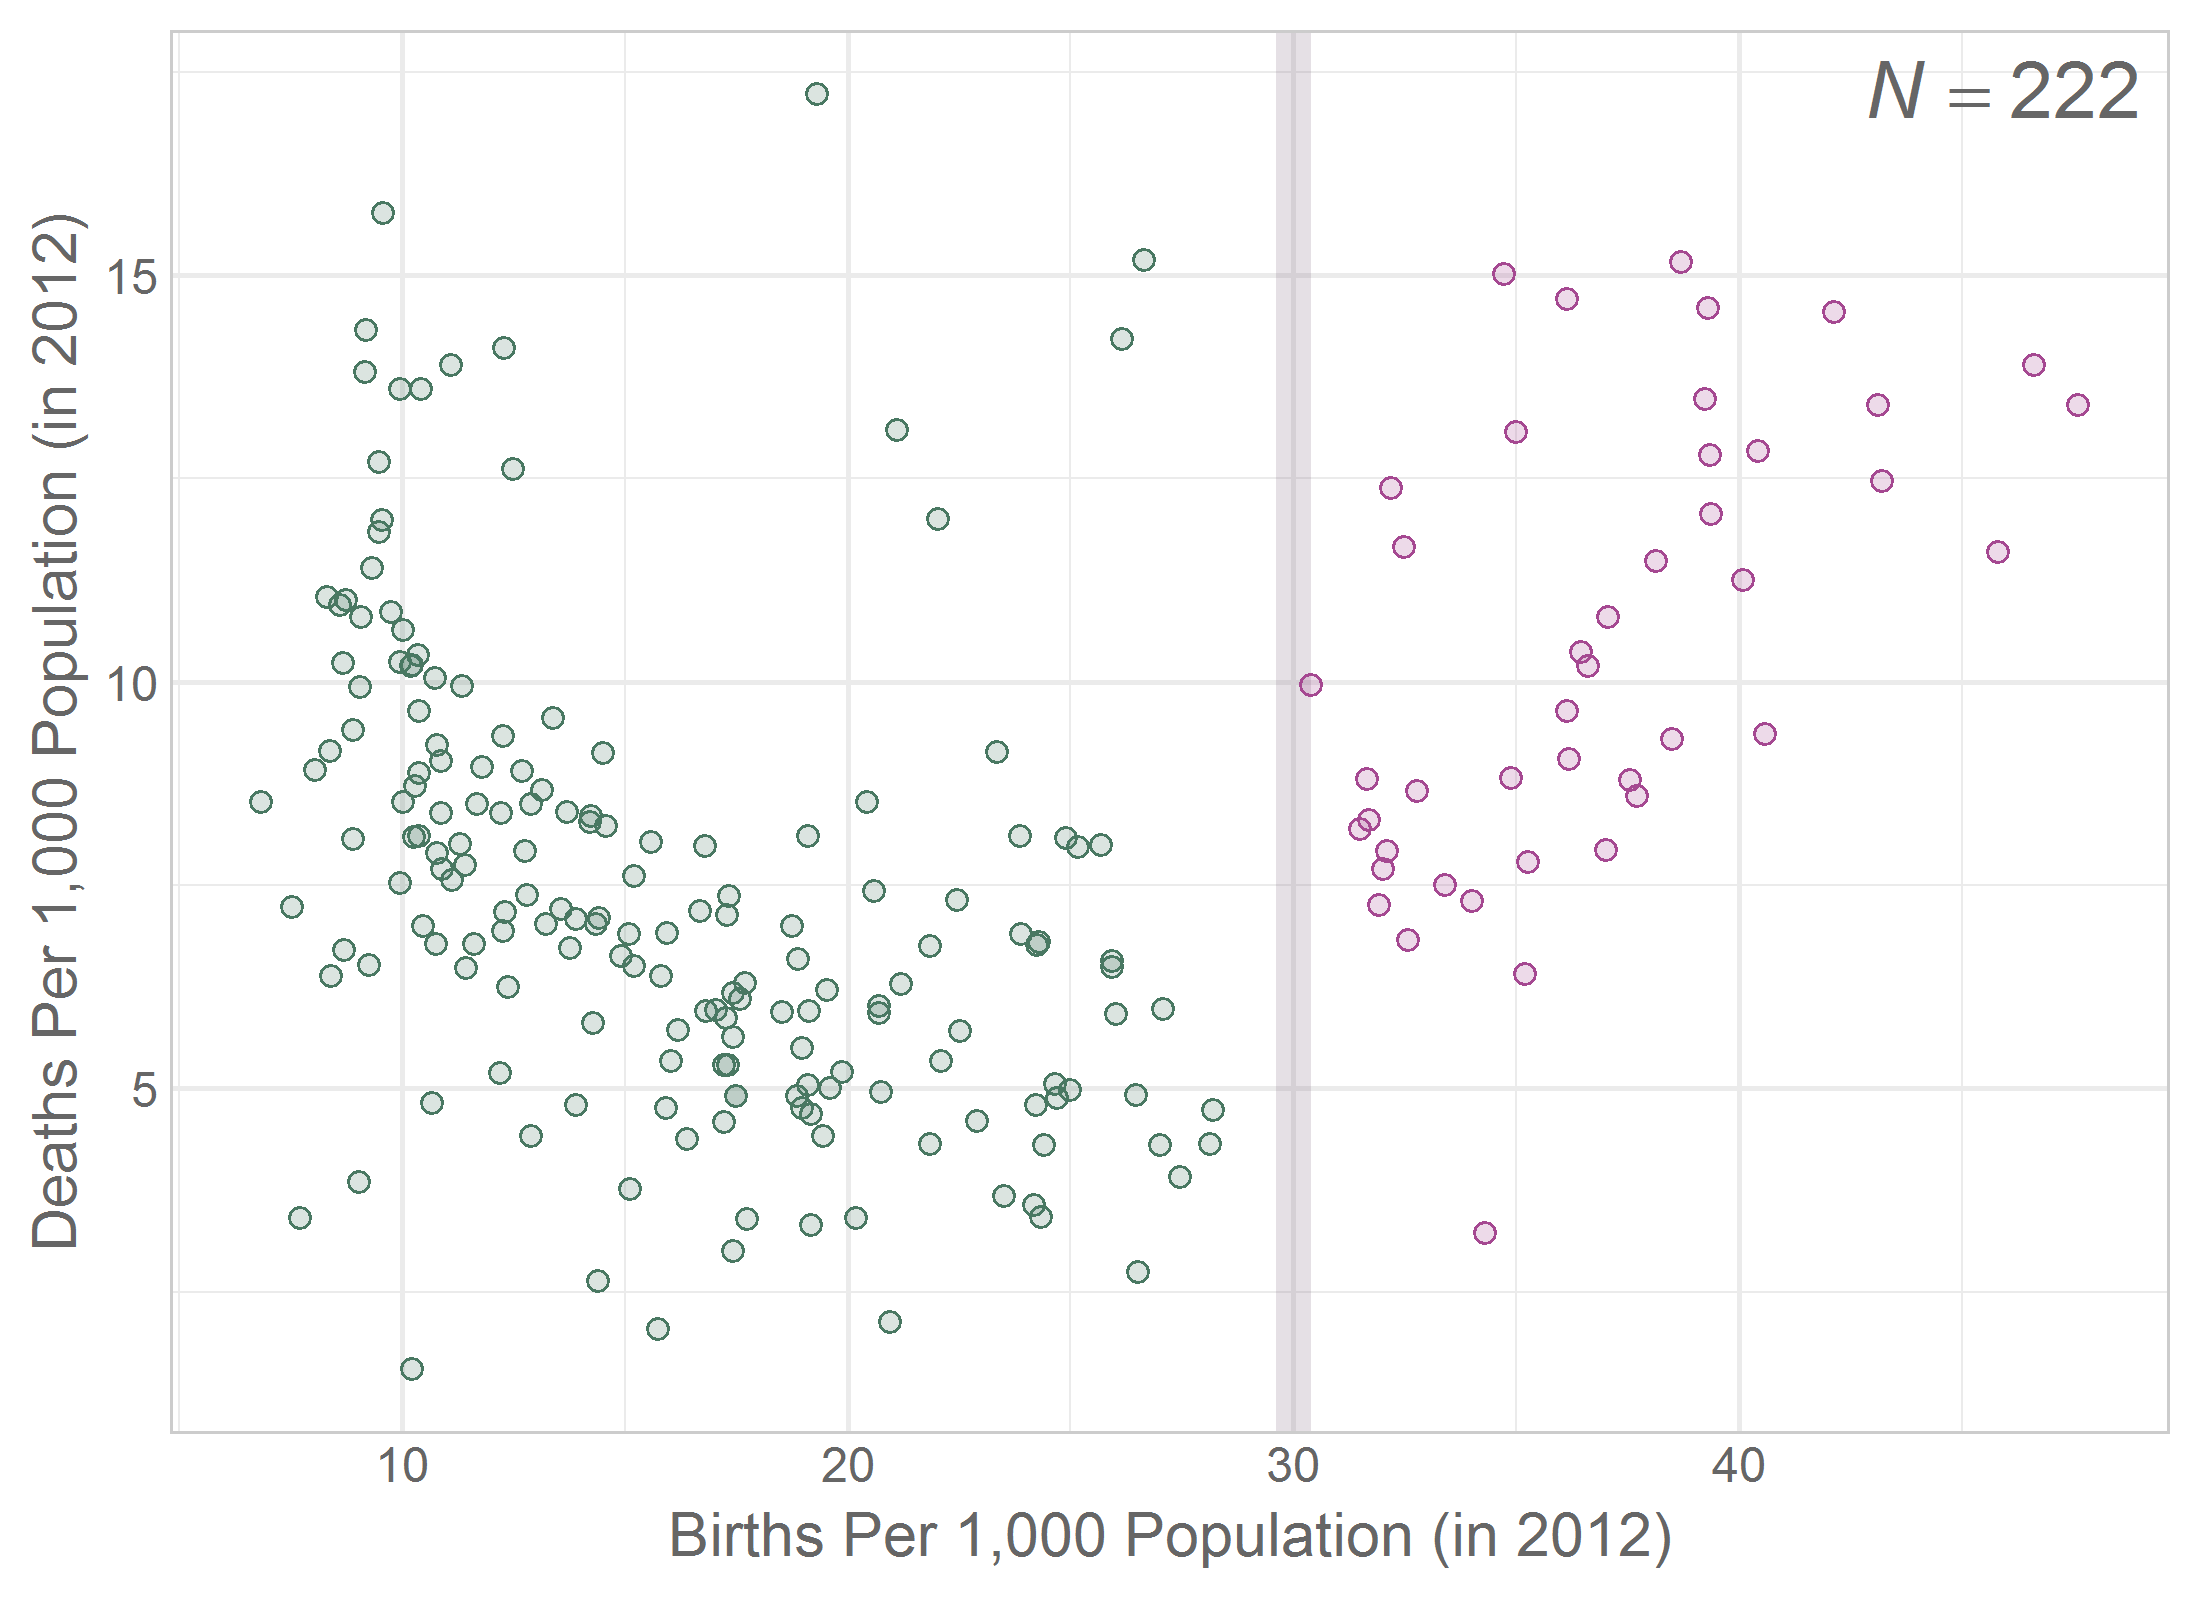 N = 222
15
10
5
Deaths Per 1,000 Population (in 2012)
10 20 30 40
Births Per 1,000 Population (in 2012)